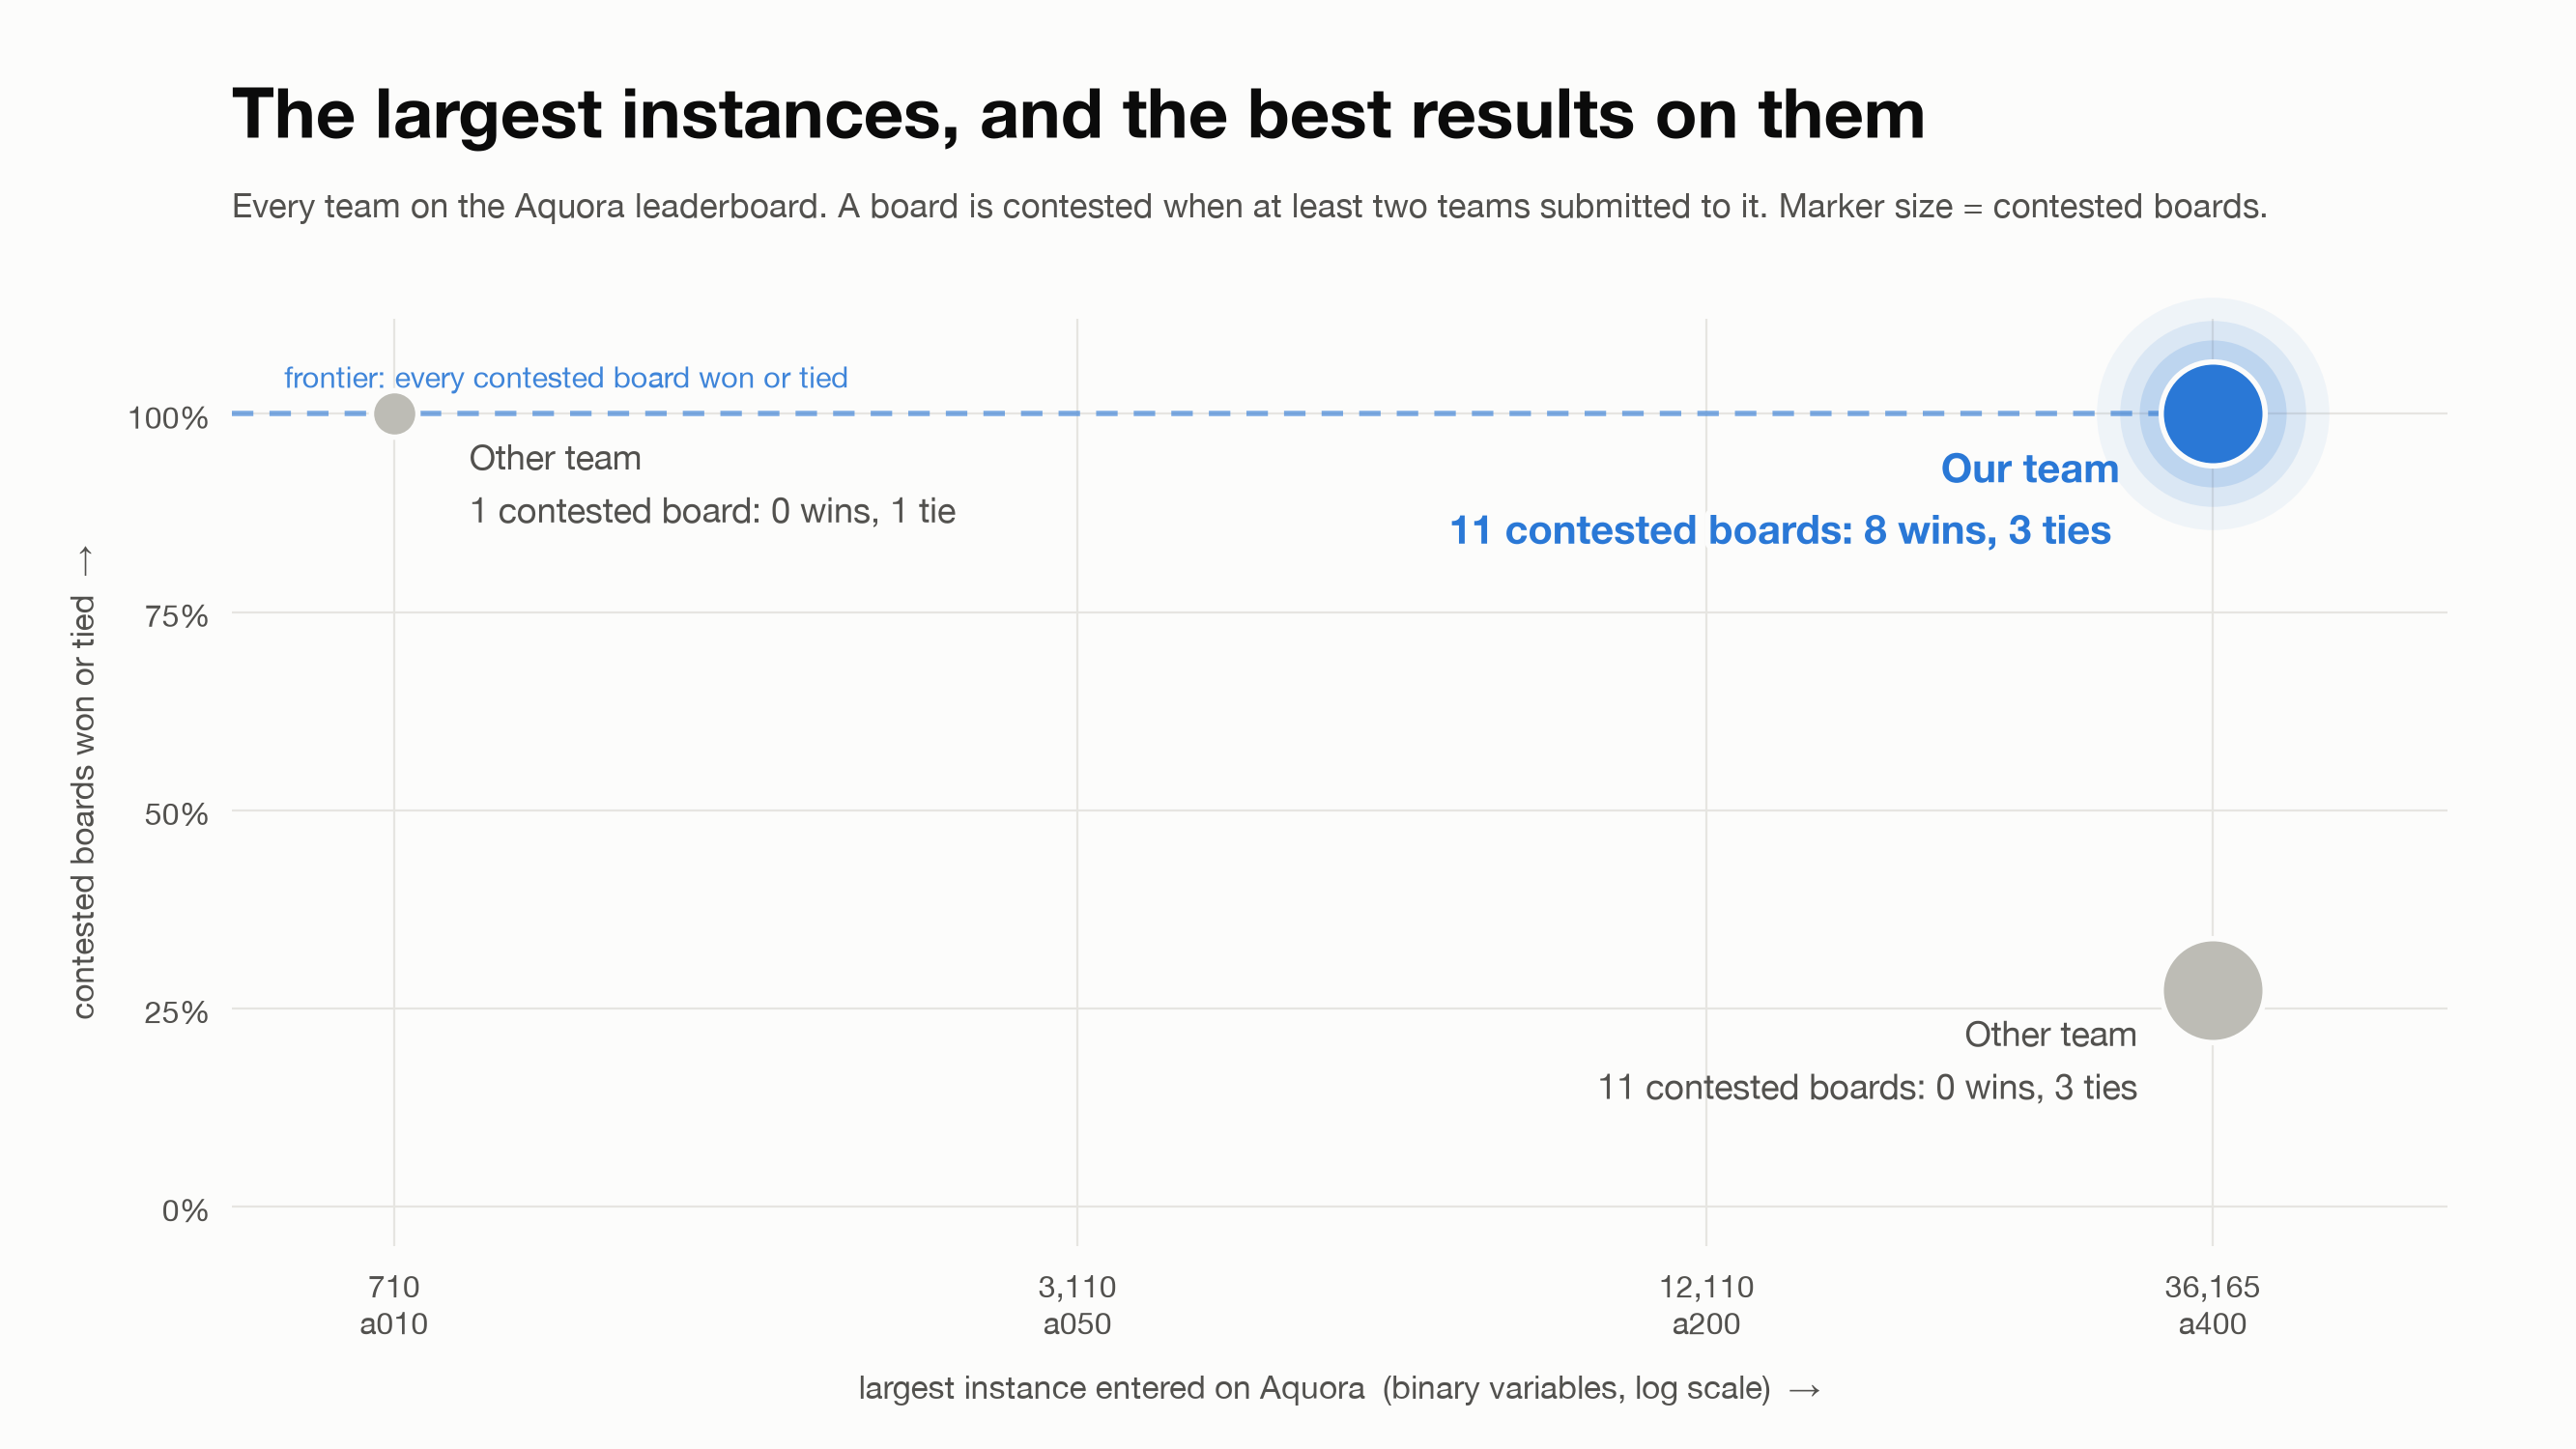 The largest instances, and the best results on them
Every team on the Aquora leaderboard. A board is contested when at least two teams submitted to it. Marker size = contested boards.
frontier: every contested board won or tied
100%
Other team
1 contested board: 0 wins, 1 tie
Our team
11 contested boards: 8 wins, 3 ties
contested boards won or tied →
75%
50%
25%
Other team
11 contested boards: 0 wins, 3 ties
0%
710
a010
3,110
a050
12,110
a200
36,165
a400
largest instance entered on Aquora (binary variables, log scale) →